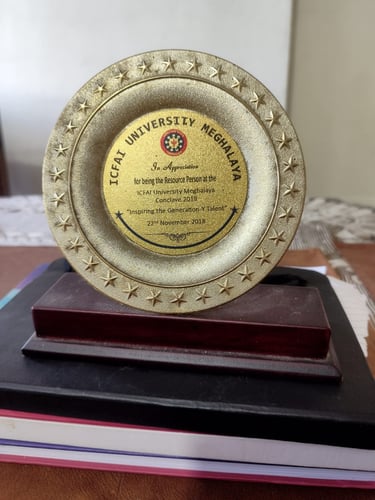 ICFAI UNIVERSITY MEGHALAYA
In Appreciation
for being the Resource Person at the
ICFAI University Meghalaya
Conclave 2018
"Inspiring the Generation-Y Talent"
22nd November 2018